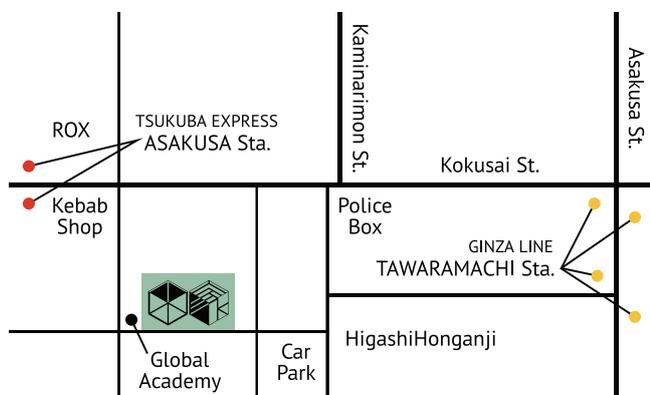 Kaminarimon St.
Asakusa St.
TSUKUBA EXPRESS
ASAKUSA Sta.
ROX
Kokusai St.
Kebab
Shop
Police
Box
GINZA LINE
TAWARAMACHI Sta.
HigashiHonganji
Car
Park
Global
Academy